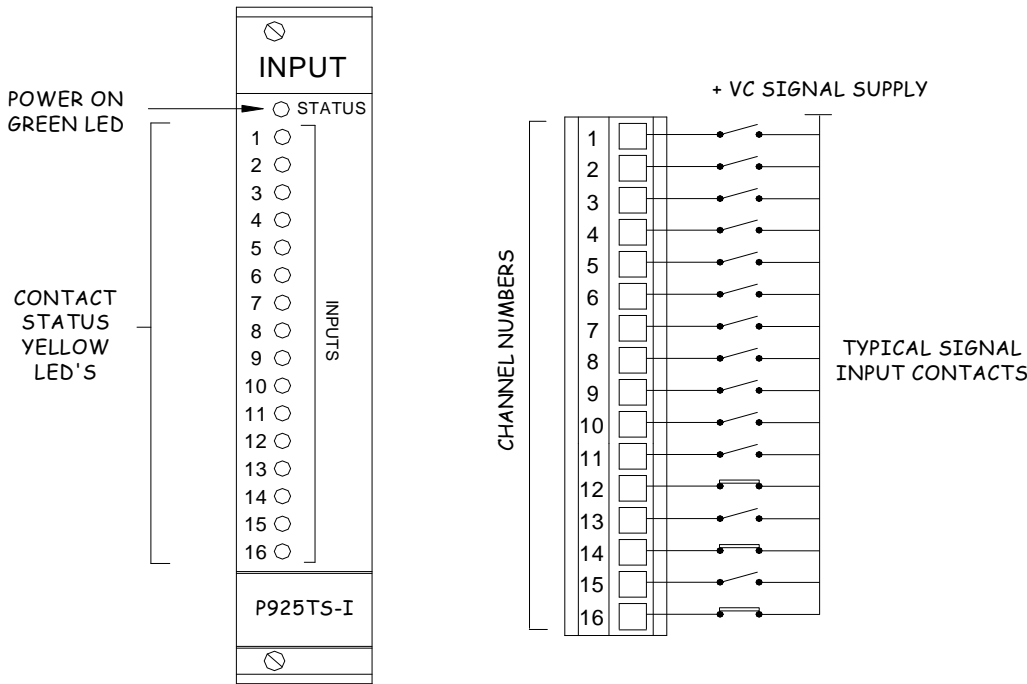 INPUT
POWER ON
GREEN LED
STATUS
1
2
3
4
5
6
7
8
9
10
11
12
13
14
15
16
INPUTS
CONTACT
STATUS
YELLOW
LED'S
P925TS-I
+ VC SIGNAL SUPPLY
CHANNEL NUMBERS
1
2
3
4
5
6
7
8
9
10
11
12
13
14
15
16
TYPICAL SIGNAL
INPUT CONTACTS